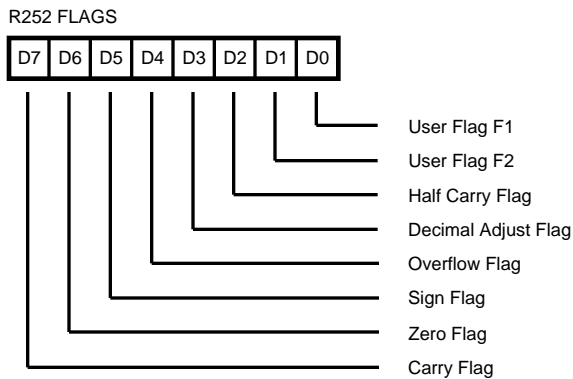 R252 FLAGS
D7 D6 D5 D4 D3 D2 D1 D0
User Flag F1
User Flag F2
Half Carry Flag
Decimal Adjust Flag
Overflow Flag
Sign Flag
Zero Flag
Carry Flag